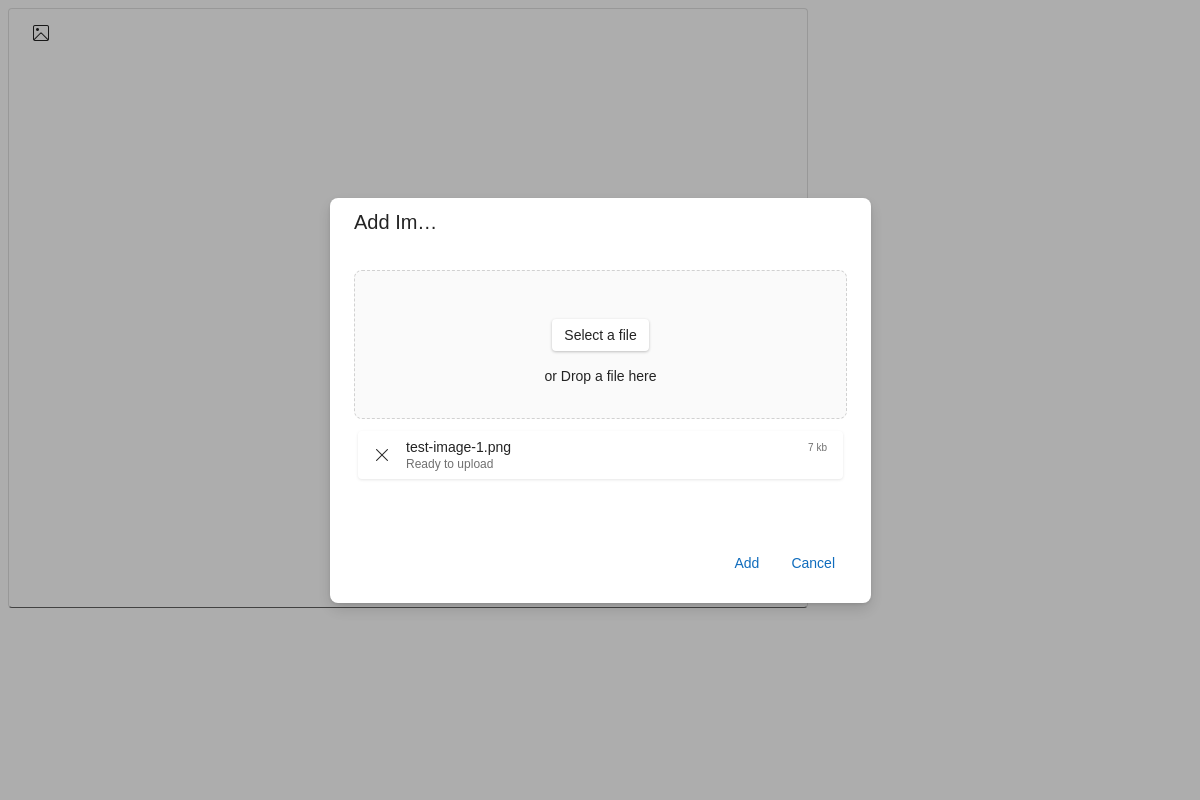 Add Im…
Select a file
or Drop a file here
test-image-1.png
7 kb
Ready to upload
Add
Cancel